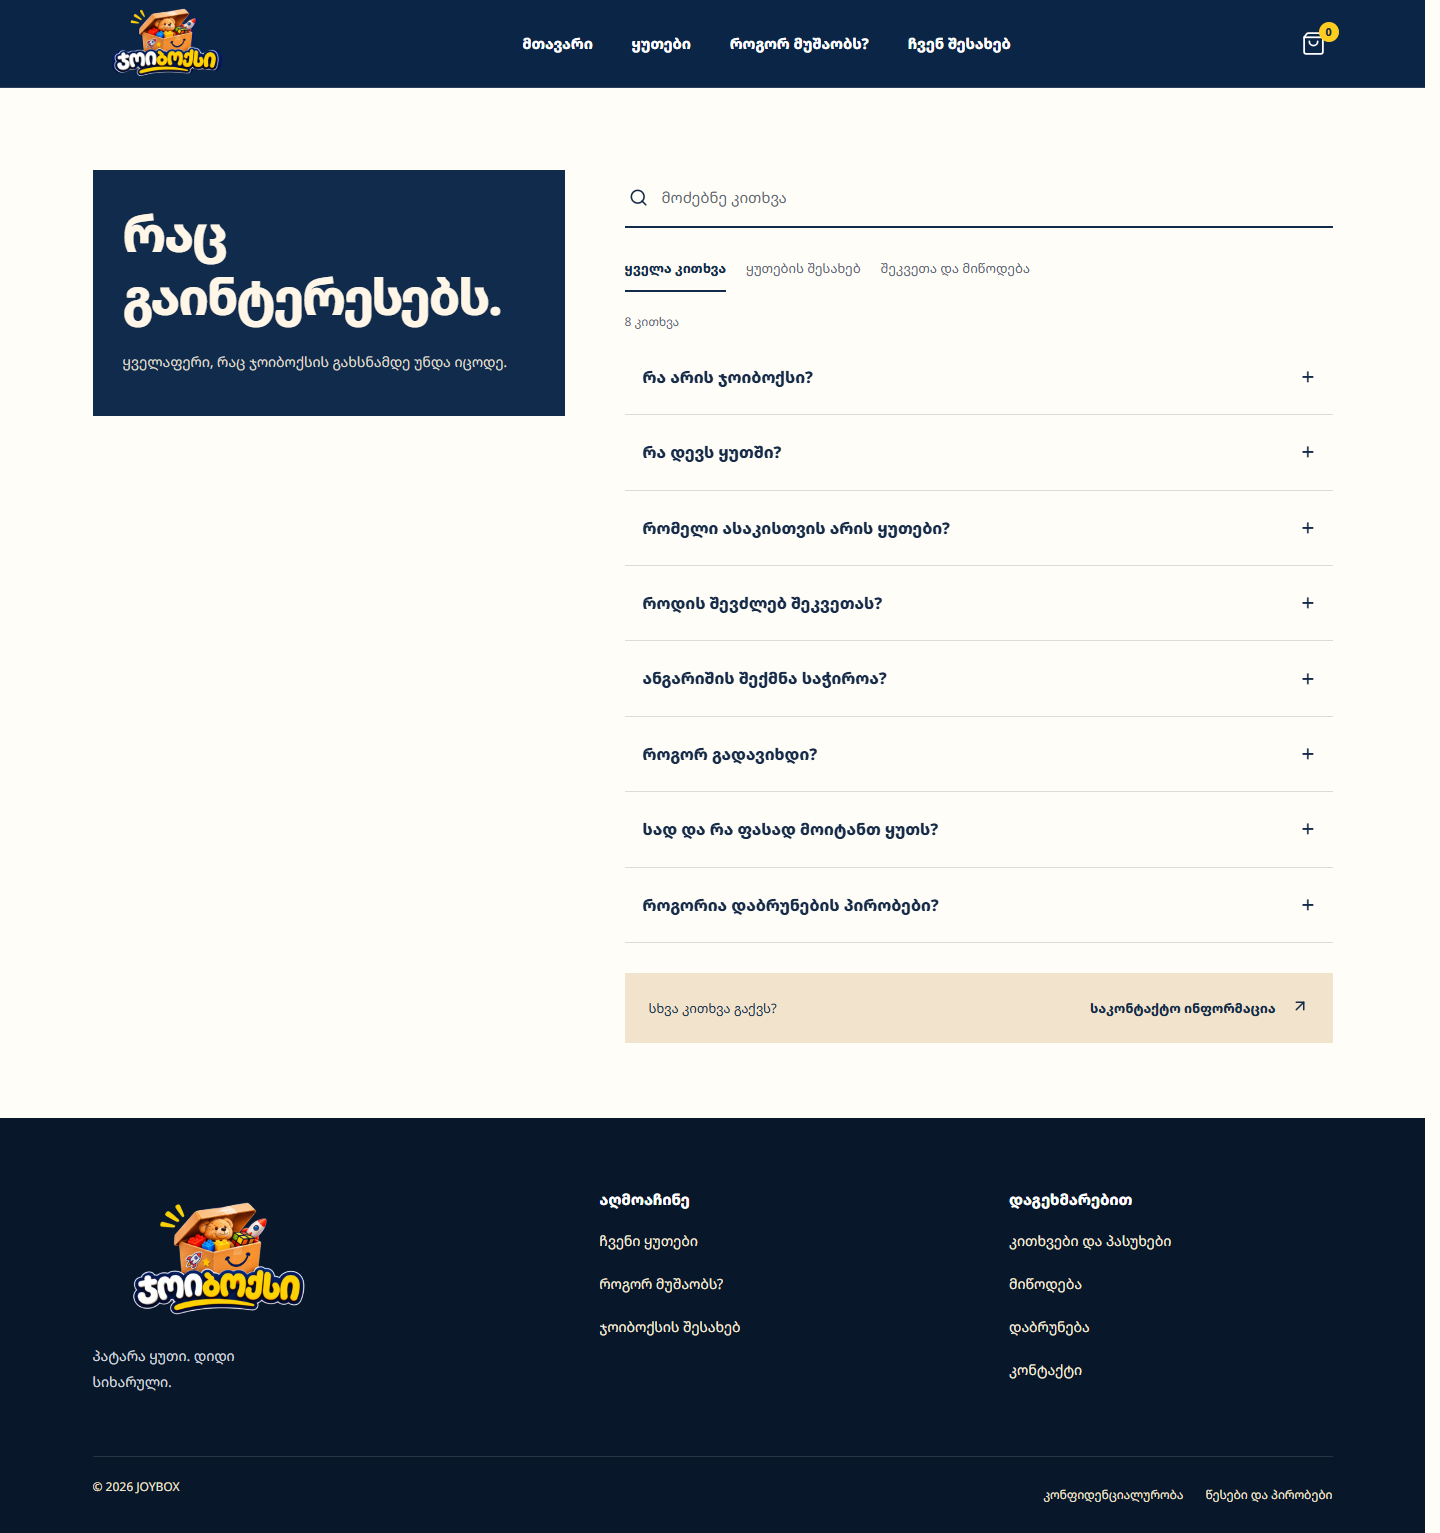 ჯოიბოქსი
მთავარი
ყუთები
როგორ მუშაობს?
ჩვენ შესახებ
0
რაც
გაინტერესებს.
ყველაფერი, რაც ჯოიბოქსის გახსნამდე უნდა იცოდე.
მოძებნე კითხვა
ყველა კითხვა
ყუთების შესახებ
შეკვეთა და მიწოდება
8 კითხვა
რა არის ჯოიბოქსი?
რა დევს ყუთში?
რომელი ასაკისთვის არის ყუთები?
როდის შევძლებ შეკვეთას?
ანგარიშის შექმნა საჭიროა?
როგორ გადავიხდი?
სად და რა ფასად მოიტანთ ყუთს?
როგორია დაბრუნების პირობები?
სხვა კითხვა გაქვს?
საკონტაქტო ინფორმაცია
ჯოიბოქსი
პატარა ყუთი. დიდი
სიხარული.
აღმოაჩინე
ჩვენი ყუთები
როგორ მუშაობს?
ჯოიბოქსის შესახებ
დაგეხმარებით
კითხვები და პასუხები
მიწოდება
დაბრუნება
კონტაქტი
© 2026 JOYBOX
კონფიდენციალურობა
წესები და პირობები